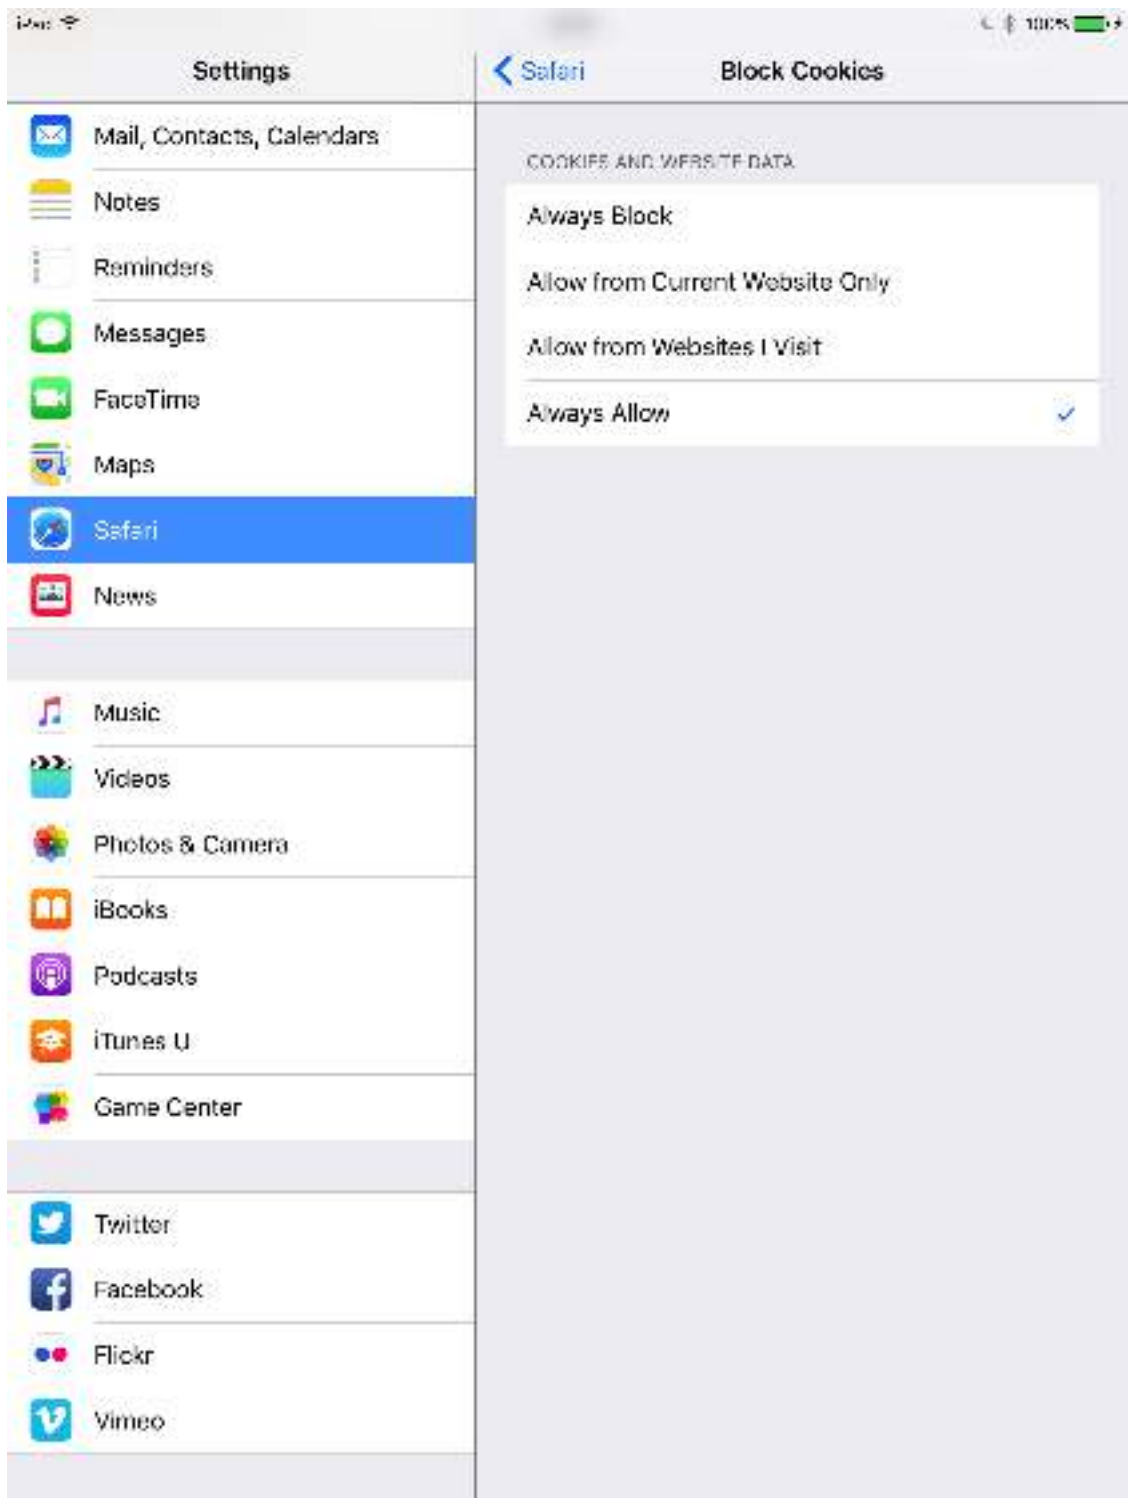 iPad
100%
Settings
Safari
Block Cookies
Mail, Contacts, Calendars
Notes
Reminders
Messages
FaceTime
Maps
Safari
News
Music
Videos
Photos & Camera
iBooks
Podcasts
iTunes U
Game Center
Twitter
Facebook
Flickr
Vimeo
COOKIES AND WEBSITE DATA
Always Block
Allow from Current Website Only
Allow from Websites I Visit
Always Allow